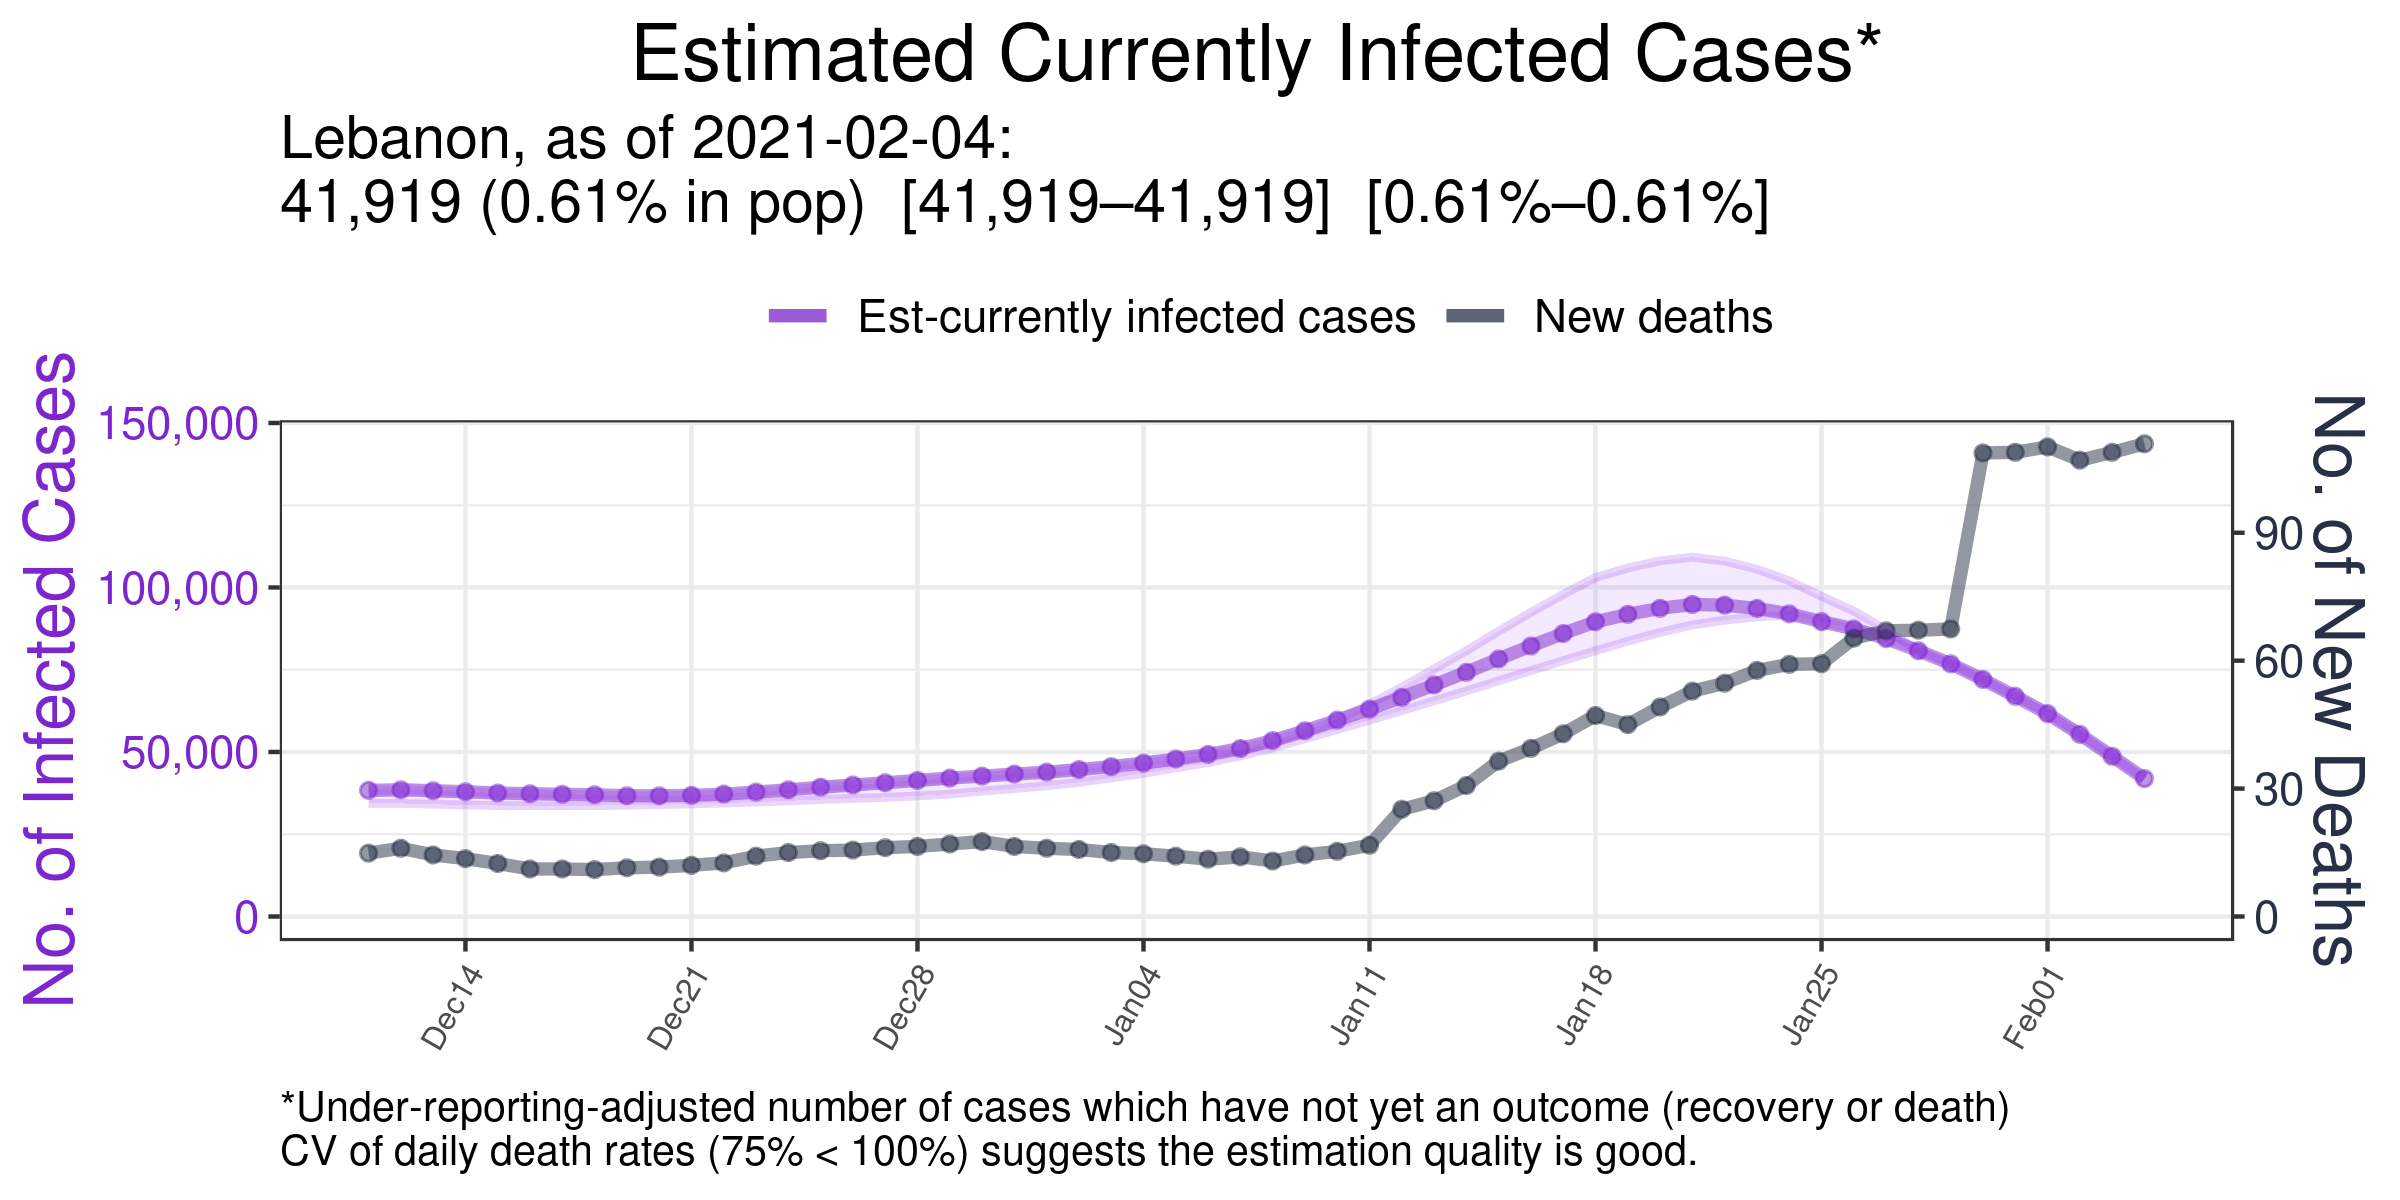 Estimated Currently Infected Cases*
Lebanon, as of 2021-02-04:
41,919 (0.61% in pop)  [41,919–41,919]  [0.61%–0.61%]
Est-currently infected cases
New deaths
No. of Infected Cases
150,000
100,000
50,000
0
No. of New Deaths
90
60
30
0
Dec14
Dec21
Dec28
Jan04
Jan11
Jan18
Jan25
Feb01
*Under-reporting-adjusted number of cases which have not yet an outcome (recovery or death)
CV of daily death rates (75% < 100%) suggests the estimation quality is good.